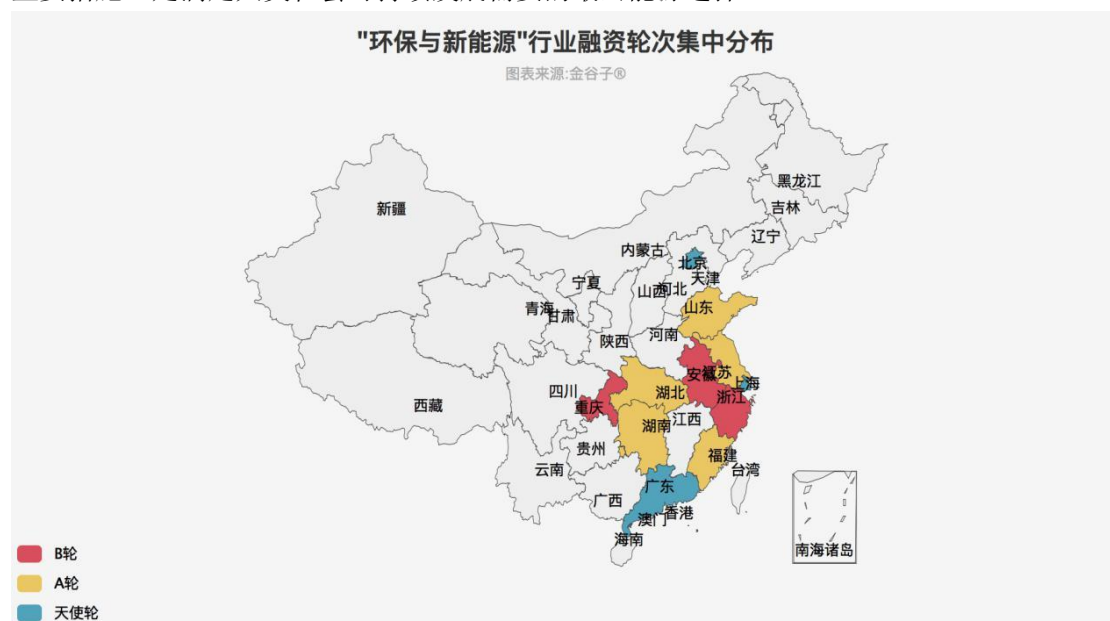 "环保与新能源"行业融资轮次集中分布
图表来源:金谷子®
黑龙江
新疆
吉林
辽宁
内蒙古
北京
天津
宁夏
山西
河北
青海
甘肃
山东
陕西
河南
四川
安徽
江苏
上海
西藏
重庆
湖北
浙江
湖南
江西
贵州
福建
云南
台湾
广东
广西
澳门
香港
海南
南海诸岛
B轮
A轮
天使轮